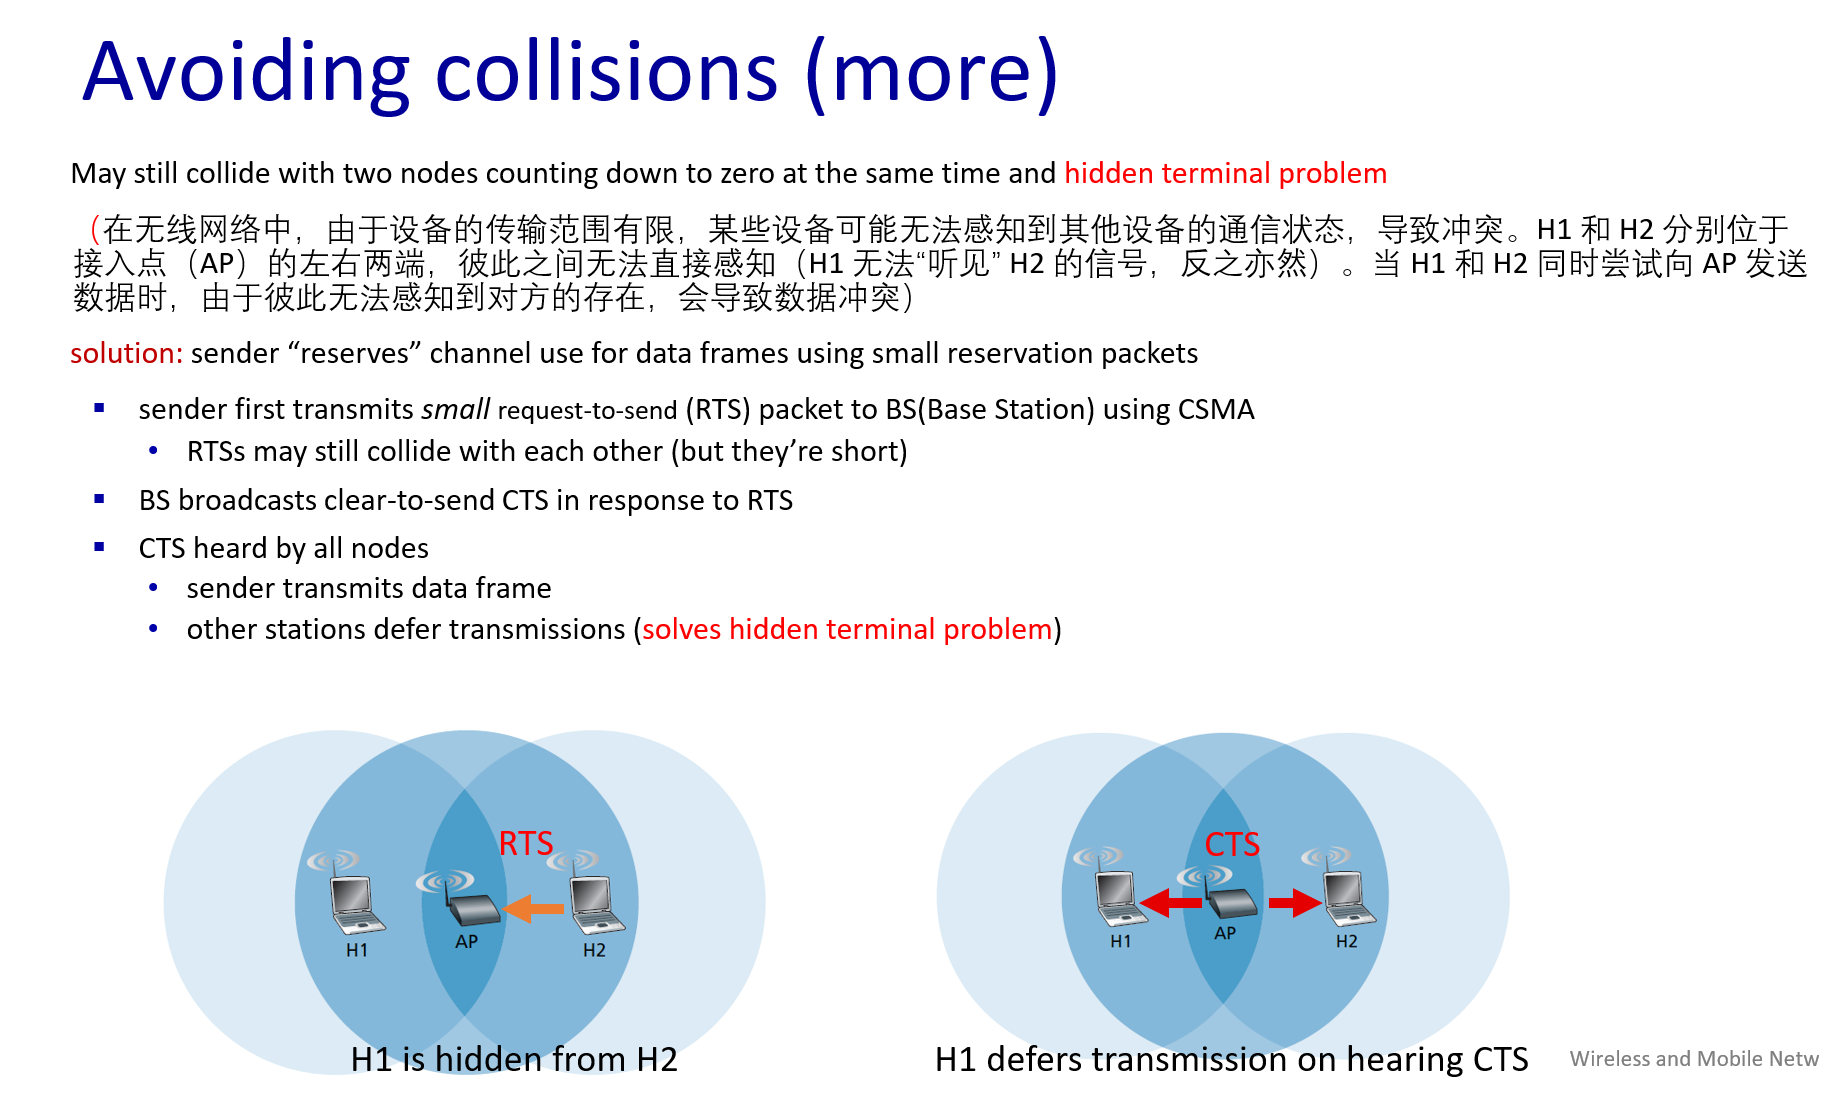 Avoiding collisions (more)
May still collide with two nodes counting down to zero at the same time and hidden terminal problem
（在无线网络中，由于设备的传输范围有限，某些设备可能无法感知到其他设备的通信状态，导致冲突。H1 和 H2 分别位于
接入点（AP）的左右两端，彼此之间无法直接感知（H1 无法“听见” H2 的信号，反之亦然）。当 H1 和 H2 同时尝试向 AP 发送
数据时，由于彼此无法感知到对方的存在，会导致数据冲突）
solution: sender “reserves” channel use for data frames using small reservation packets
▪ sender first transmits small request-to-send (RTS) packet to BS(Base Station) using CSMA
• RTSs may still collide with each other (but they’re short)
▪ BS broadcasts clear-to-send CTS in response to RTS
▪ CTS heard by all nodes
• sender transmits data frame
• other stations defer transmissions (solves hidden terminal problem)
RTS
H1
AP
H2
H1 is hidden from H2
CTS
H1
AP
H2
H1 defers transmission on hearing CTS
Wireless and Mobile Netw